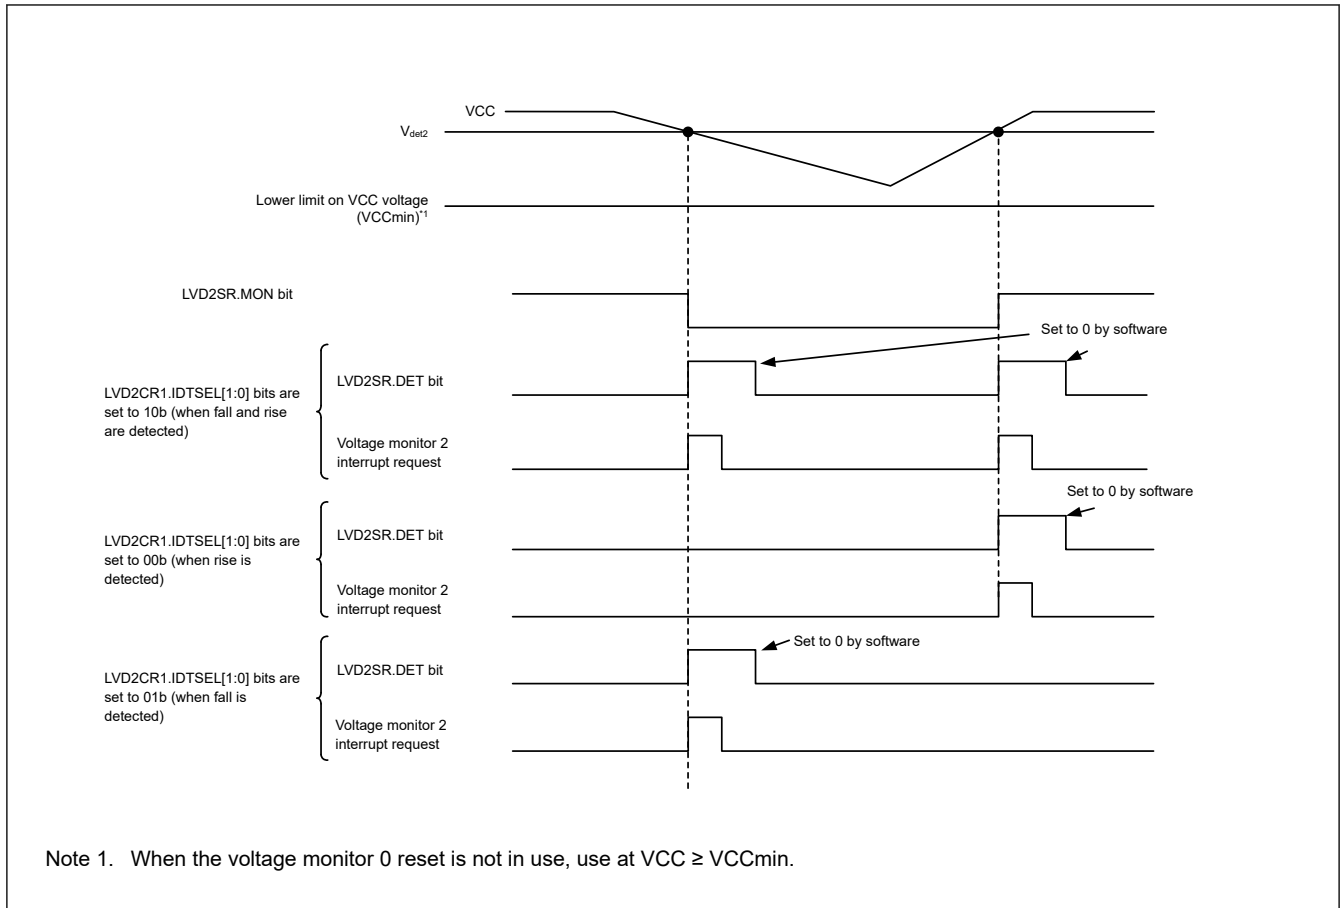 VCC
Vdet2
Lower limit on VCC voltage
(VCCmin)*1
LVD2SR.MON bit
Set to 0 by software
LVD2CR1.IDTSEL[1:0] bits are
set to 10b (when fall and rise
are detected)
LVD2SR.DET bit
Voltage monitor 2
interrupt request
Set to 0 by software
LVD2CR1.IDTSEL[1:0] bits are
set to 00b (when rise is
detected)
LVD2SR.DET bit
Voltage monitor 2
interrupt request
Set to 0 by software
LVD2CR1.IDTSEL[1:0] bits are
set to 01b (when fall is
detected)
LVD2SR.DET bit
Voltage monitor 2
interrupt request
Note 1. When the voltage monitor 0 reset is not in use, use at VCC ≥ VCCmin.